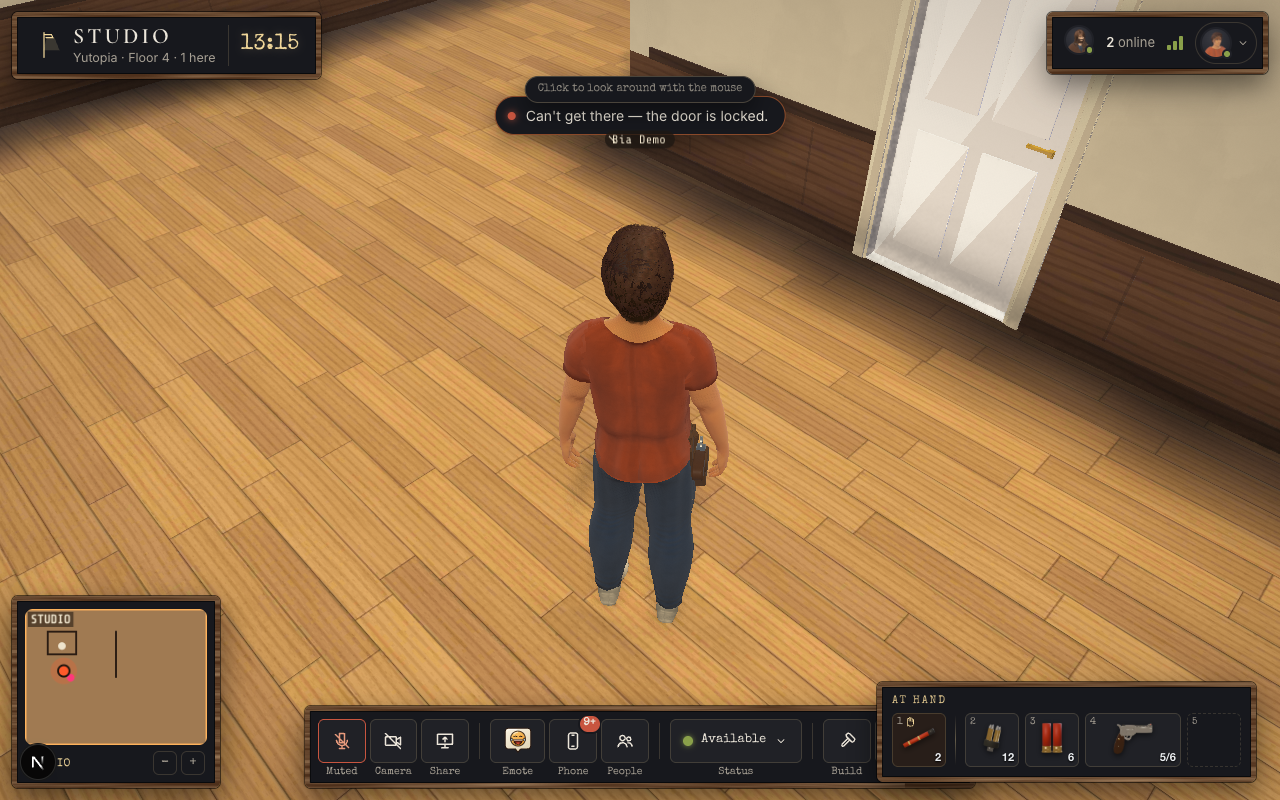 STUDIO
Yutopia · Floor 4 · 1 here
13:15
2 online
Click to look around with the mouse
Can't get there — the door is locked.
Bia Demo
STUDIO
N
IO
− +
Muted
Camera
Share
Emote
9+
Phone
People
Available
Status
Build
AT HAND
1
2
2
12
3
6
4
5/6
5